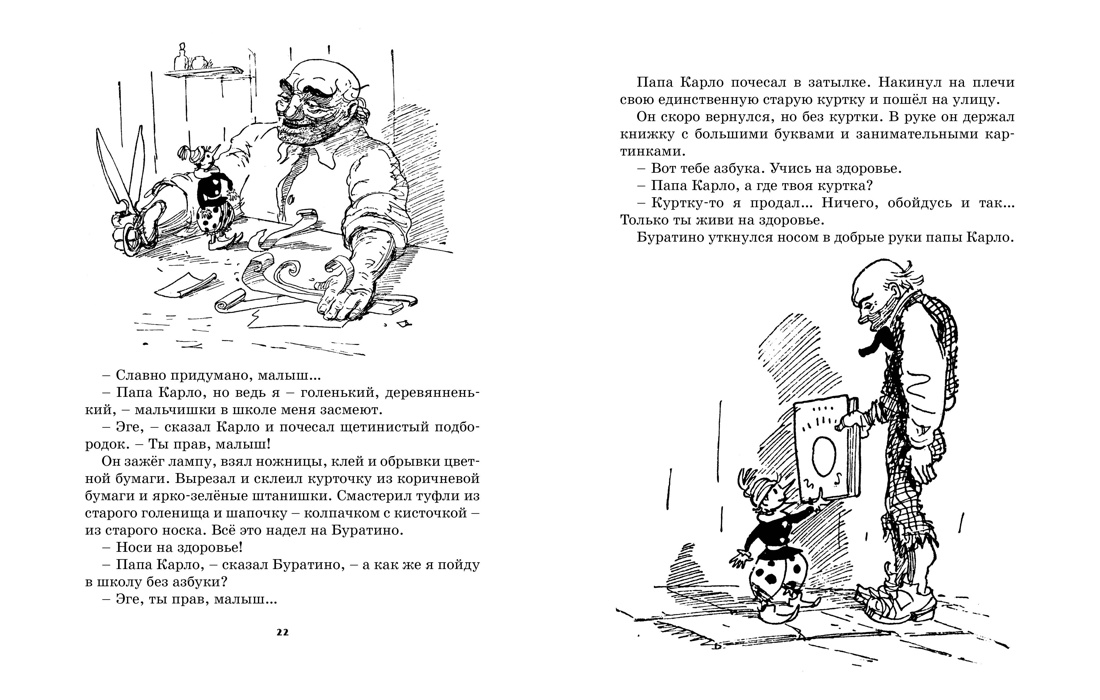 – Славно придумано, малыш...
– Папа Карло, но ведь я – голенький, деревянень-
кий, – мальчишки в школе меня засмеют.
– Эге, – сказал Карло и почесал щетинистый подбо-
родок. – Ты прав, малыш!
Он зажёг лампу, взял ножницы, клей и обрывки цвет-
ной бумаги. Вырезал и склеил курточку из коричневой
бумаги и ярко-зелёные штанишки. Смастерил туфли из
старого голенища и шапочку – колпачком с кисточкой –
из старого носка. Всё это надел на Буратино.
– Носи на здоровье!
– Папа Карло, – сказал Буратино, – а как же я пойду
в школу без азбуки?
– Эге, ты прав, малыш...
22
Папа Карло почесал в затылке. Накинул на плечи
свою единственную старую куртку и пошёл на улицу.
Он скоро вернулся, но без куртки. В руке он держал
книжку с большими буквами и занимательными кар-
тинками.
– Вот тебе азбука. Учись на здоровье.
– Папа Карло, а где твоя куртка?
– Куртку-то я продал... Ничего, обойдусь и так...
Только ты живи на здоровье.
Буратино уткнулся носом в добрые руки папы Карло.